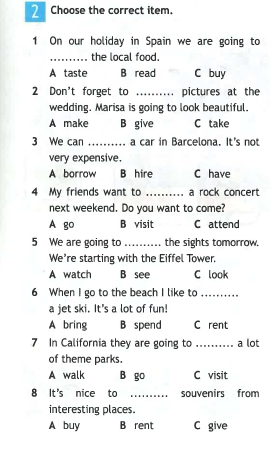 2 Choose the correct item.
1 On our holiday in Spain we are going to
.......... the local food.
A taste B read C buy
2 Don't forget to .......... pictures at the
wedding. Marisa is going to look beautiful.
A make B give C take
3 We can .......... a car in Barcelona. It's not
very expensive.
A borrow B hire C have
4 My friends want to .......... a rock concert
next weekend. Do you want to come?
A go B visit C attend
5 We are going to .......... the sights tomorrow.
We're starting with the Eiffel Tower.
A watch B see C look
6 When I go to the beach I like to ..........
a jet ski. It's a lot of fun!
A bring B spend C rent
7 In California they are going to .......... a lot
of theme parks.
A walk B go C visit
8 It's nice to .......... souvenirs from
interesting places.
A buy B rent C give